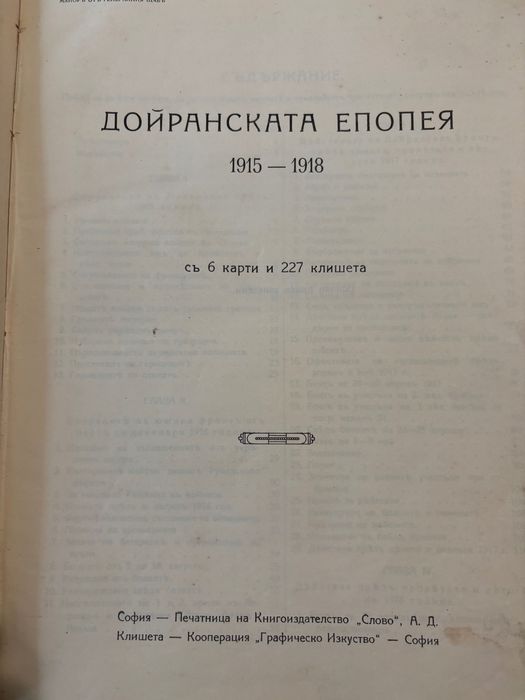 ДОЙРАНСКАТА ЕПОПЕЯ
1915 — 1918
съ 6 карти и 227 клишета
София — Печатница на Книгоиздателство „Слово“, А. Д.
Клишета — Кооперация „Графическо Изкуство“ — София